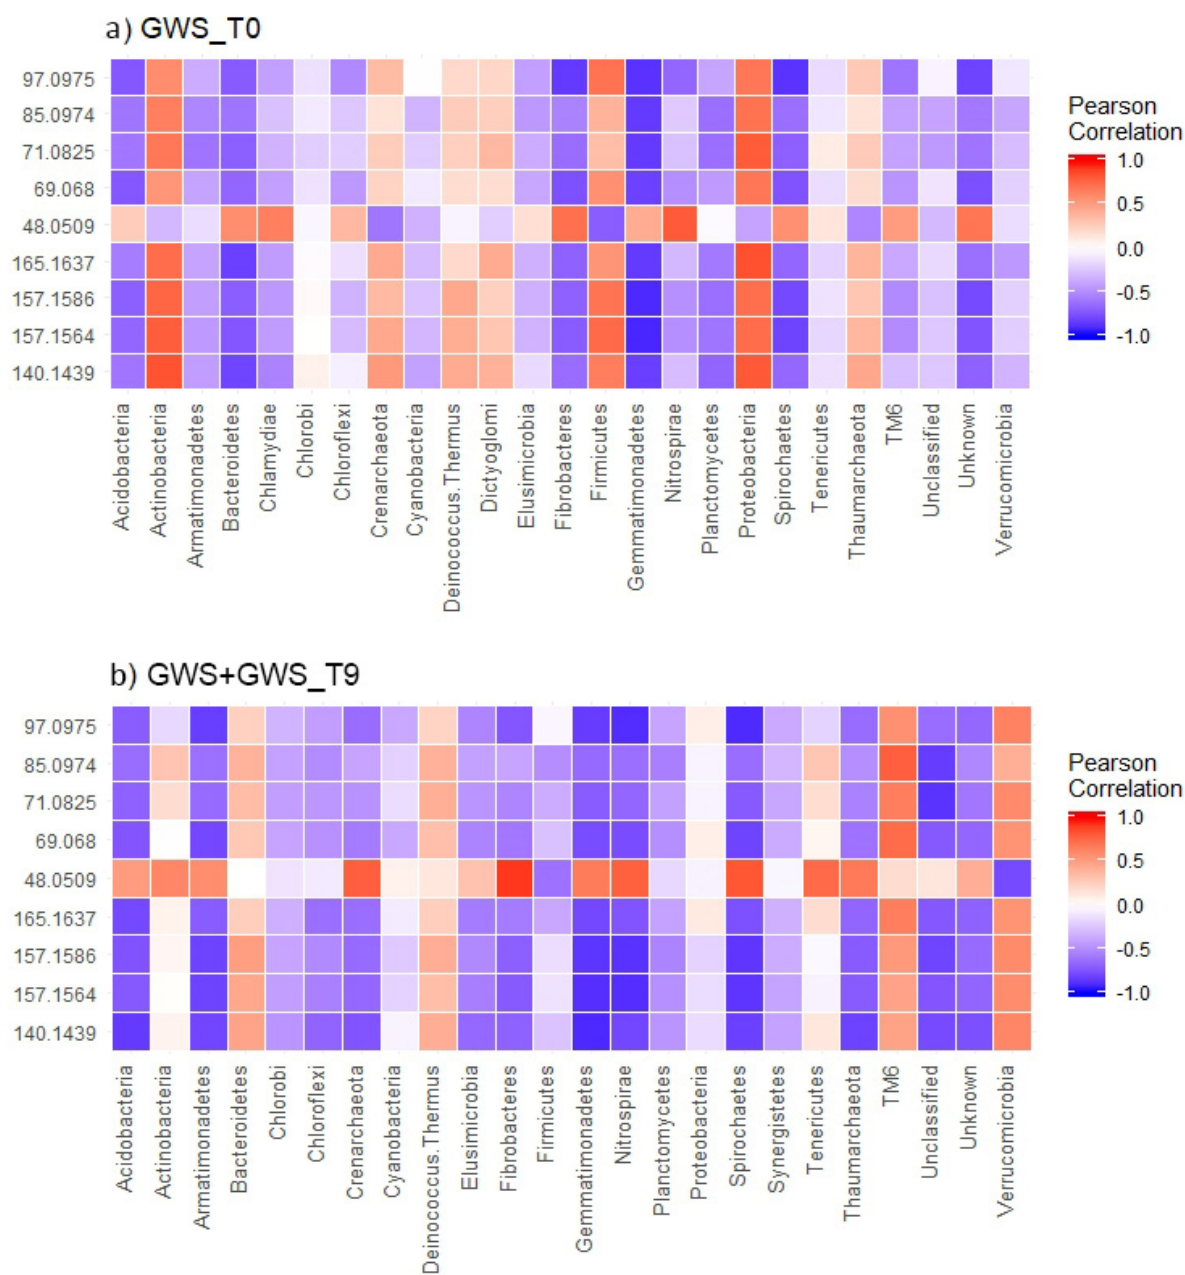 a) GWS_T0
97.0975
85.0974
71.0825
69.068
48.0509
165.1637
157.1586
157.1564
140.1439
Acidobacteria
Actinobacteria
Armatimonadetes
Bacteroidetes
Chlamydiae
Chlorobi
Chloroflexi
Crenarchaeota
Cyanobacteria
Deinococcus.Thermus
Dictyoglomi
Elusimicrobia
Fibrobacteres
Firmicutes
Gemmatimonadetes
Nitrospirae
Planctomycetes
Proteobacteria
Spirochaetes
Tenericutes
Thaumarchaeota
TM6
Unclassified
Unknown
Verrucomicrobia
Pearson
Correlation
1.0
0.5
0.0
-0.5
-1.0
b) GWS+GWS_T9
97.0975
85.0974
71.0825
69.068
48.0509
165.1637
157.1586
157.1564
140.1439
Acidobacteria
Actinobacteria
Armatimonadetes
Bacteroidetes
Chlorobi
Chloroflexi
Crenarchaeota
Cyanobacteria
Deinococcus.Thermus
Elusimicrobia
Fibrobacteres
Firmicutes
Gemmatimonadetes
Nitrospirae
Planctomycetes
Proteobacteria
Spirochaetes
Synergistetes
Tenericutes
Thaumarchaeota
TM6
Unclassified
Unknown
Verrucomicrobia
Pearson
Correlation
1.0
0.5
0.0
-0.5
-1.0